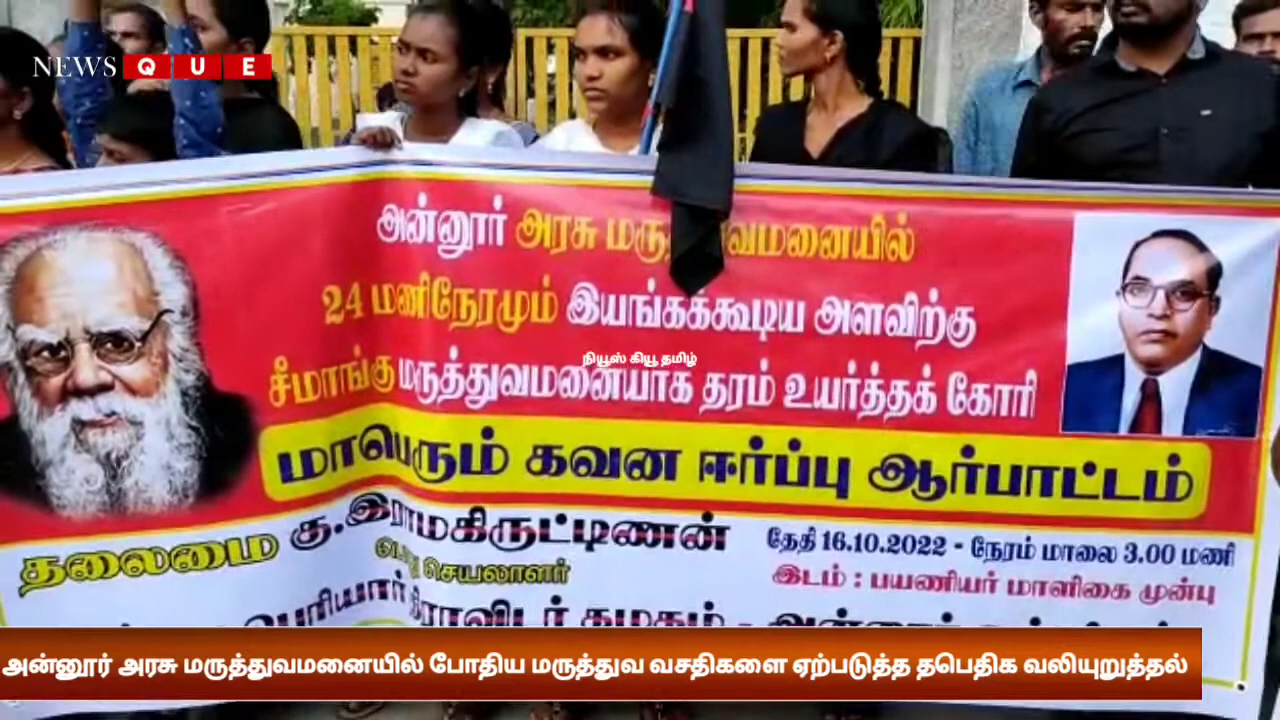 NEWS QUE
அன்னூர் அரசு மருத்துவமனையில்
24 மணிநேரமும் இயங்கக்கூடிய அளவிற்கு
நியூஸ் கியூ தமிழ்
சீமாங்கு மருத்துவமனையாக தரம் உயர்த்தக் கோரி
மாபெரும் கவன ஈர்ப்பு ஆர்பாட்டம்
தலைமை கு.இராமகிருட்டிணன்
செயலாளர்
தேதி 16.10.2022 - நேரம் மாலை 3.00 மணி
இடம் : பயணியர் மாளிகை முன்பு
பெரியார் திராவிடர் கழகம் -
அன்னூர் அரசு மருத்துவமனையில் போதிய மருத்துவ வசதிகளை ஏற்படுத்த தபெதிக வலியுறுத்தல்